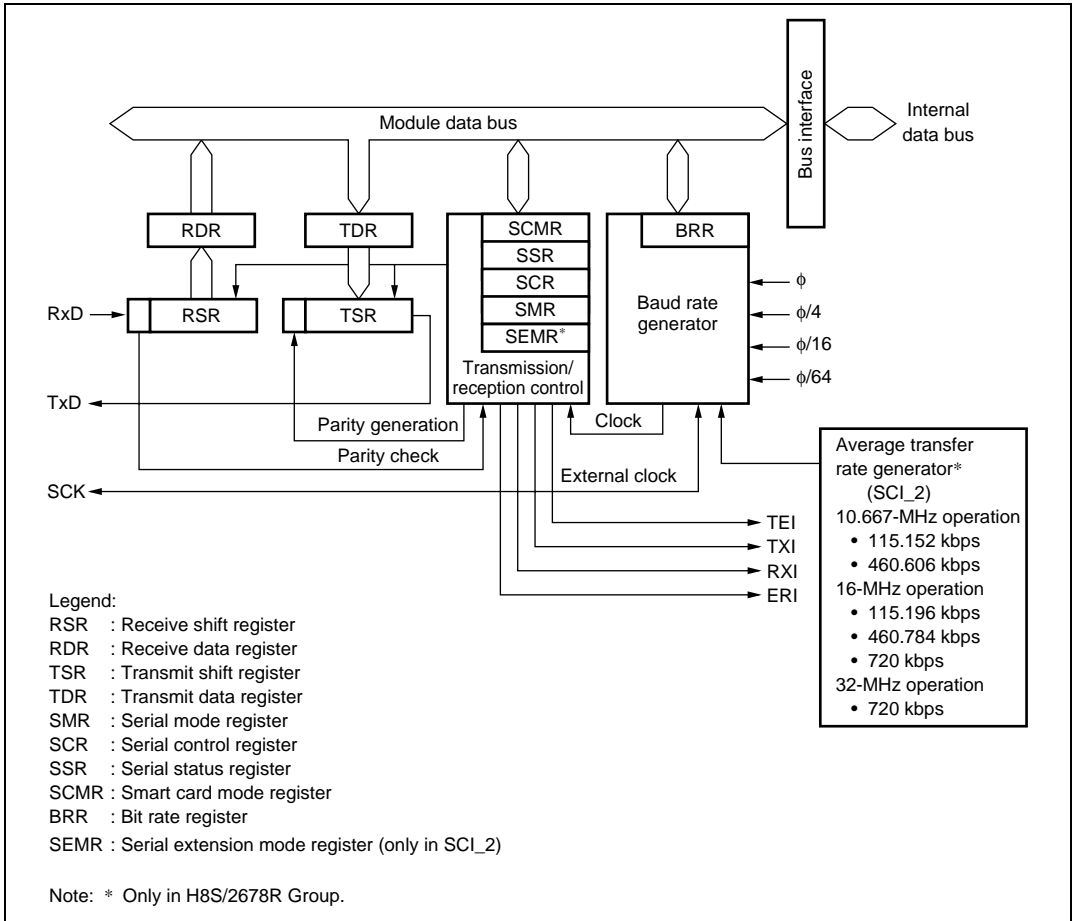 Module data bus
Bus interface
Internal
data bus
RDR
TDR
SCMR
BRR
SSR
SCR
SMR
SEMR*
RxD
RSR
TSR
Baud rate
generator
ϕ
ϕ/4
ϕ/16
ϕ/64
Transmission/
reception control
TxD
Parity generation
Clock
Parity check
External clock
SCK
Average transfer
rate generator*
(SCI_2)
10.667-MHz operation
• 115.152 kbps
• 460.606 kbps
16-MHz operation
• 115.196 kbps
• 460.784 kbps
• 720 kbps
32-MHz operation
• 720 kbps
TEI
TXI
RXI
ERI
Legend:
RSR : Receive shift register
RDR : Receive data register
TSR : Transmit shift register
TDR : Transmit data register
SMR : Serial mode register
SCR : Serial control register
SSR : Serial status register
SCMR : Smart card mode register
BRR : Bit rate register
SEMR : Serial extension mode register (only in SCI_2)
Note: * Only in H8S/2678R Group.